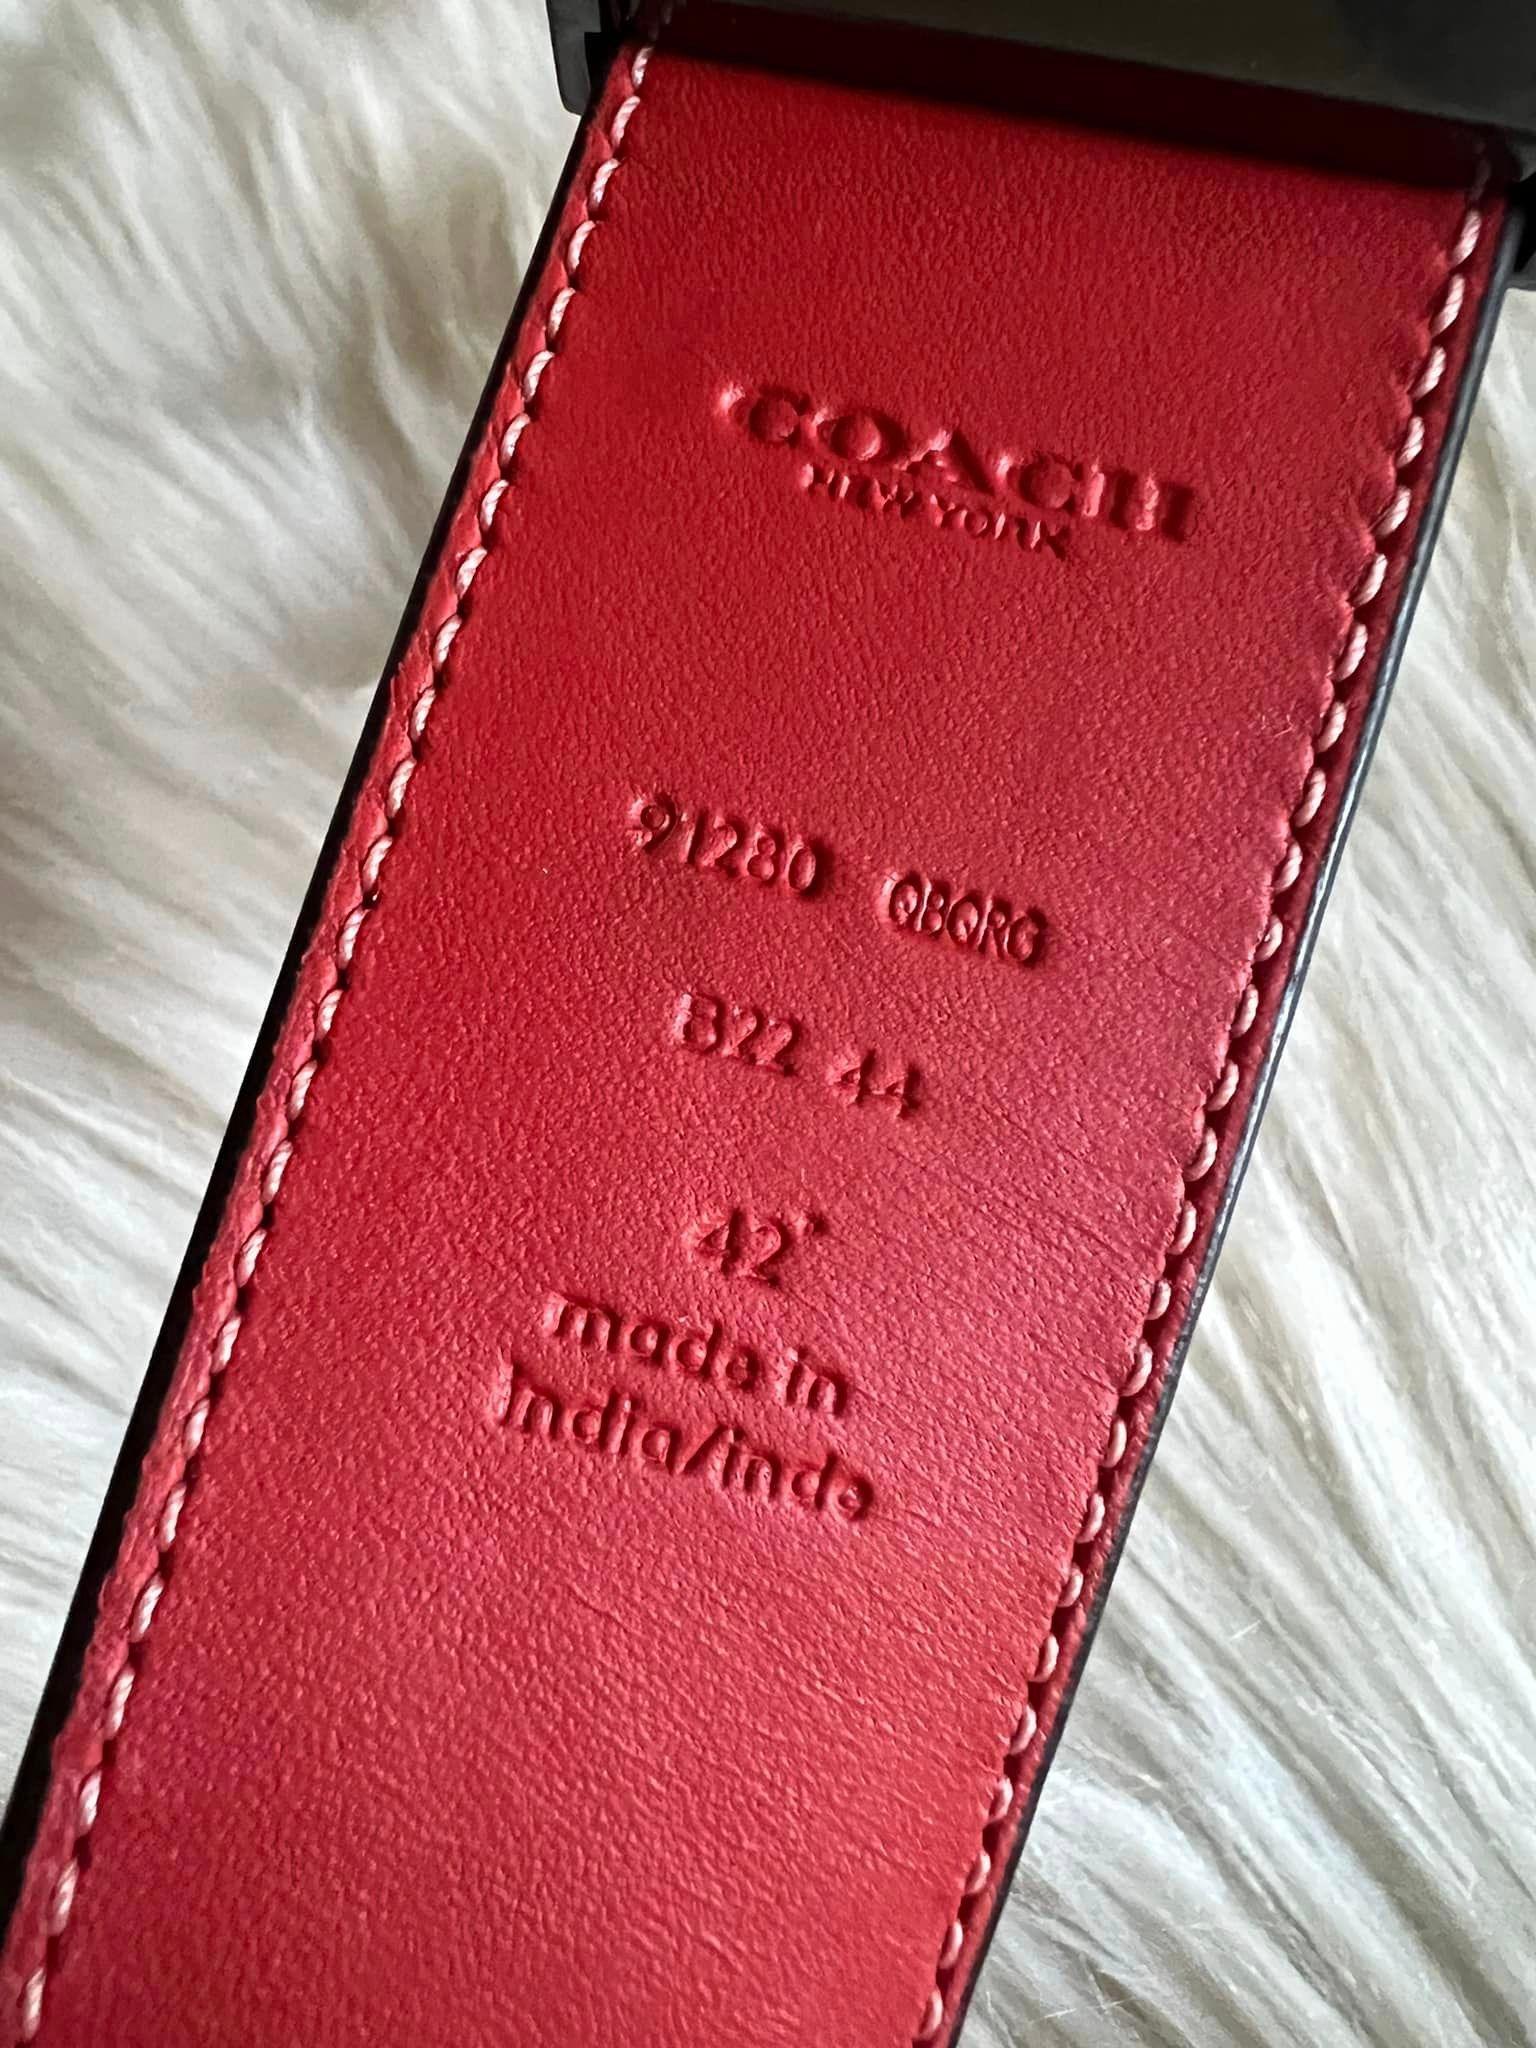 COACH
NEW YORK
91280 QBQRG
B22 44
42"
made in
India/inde